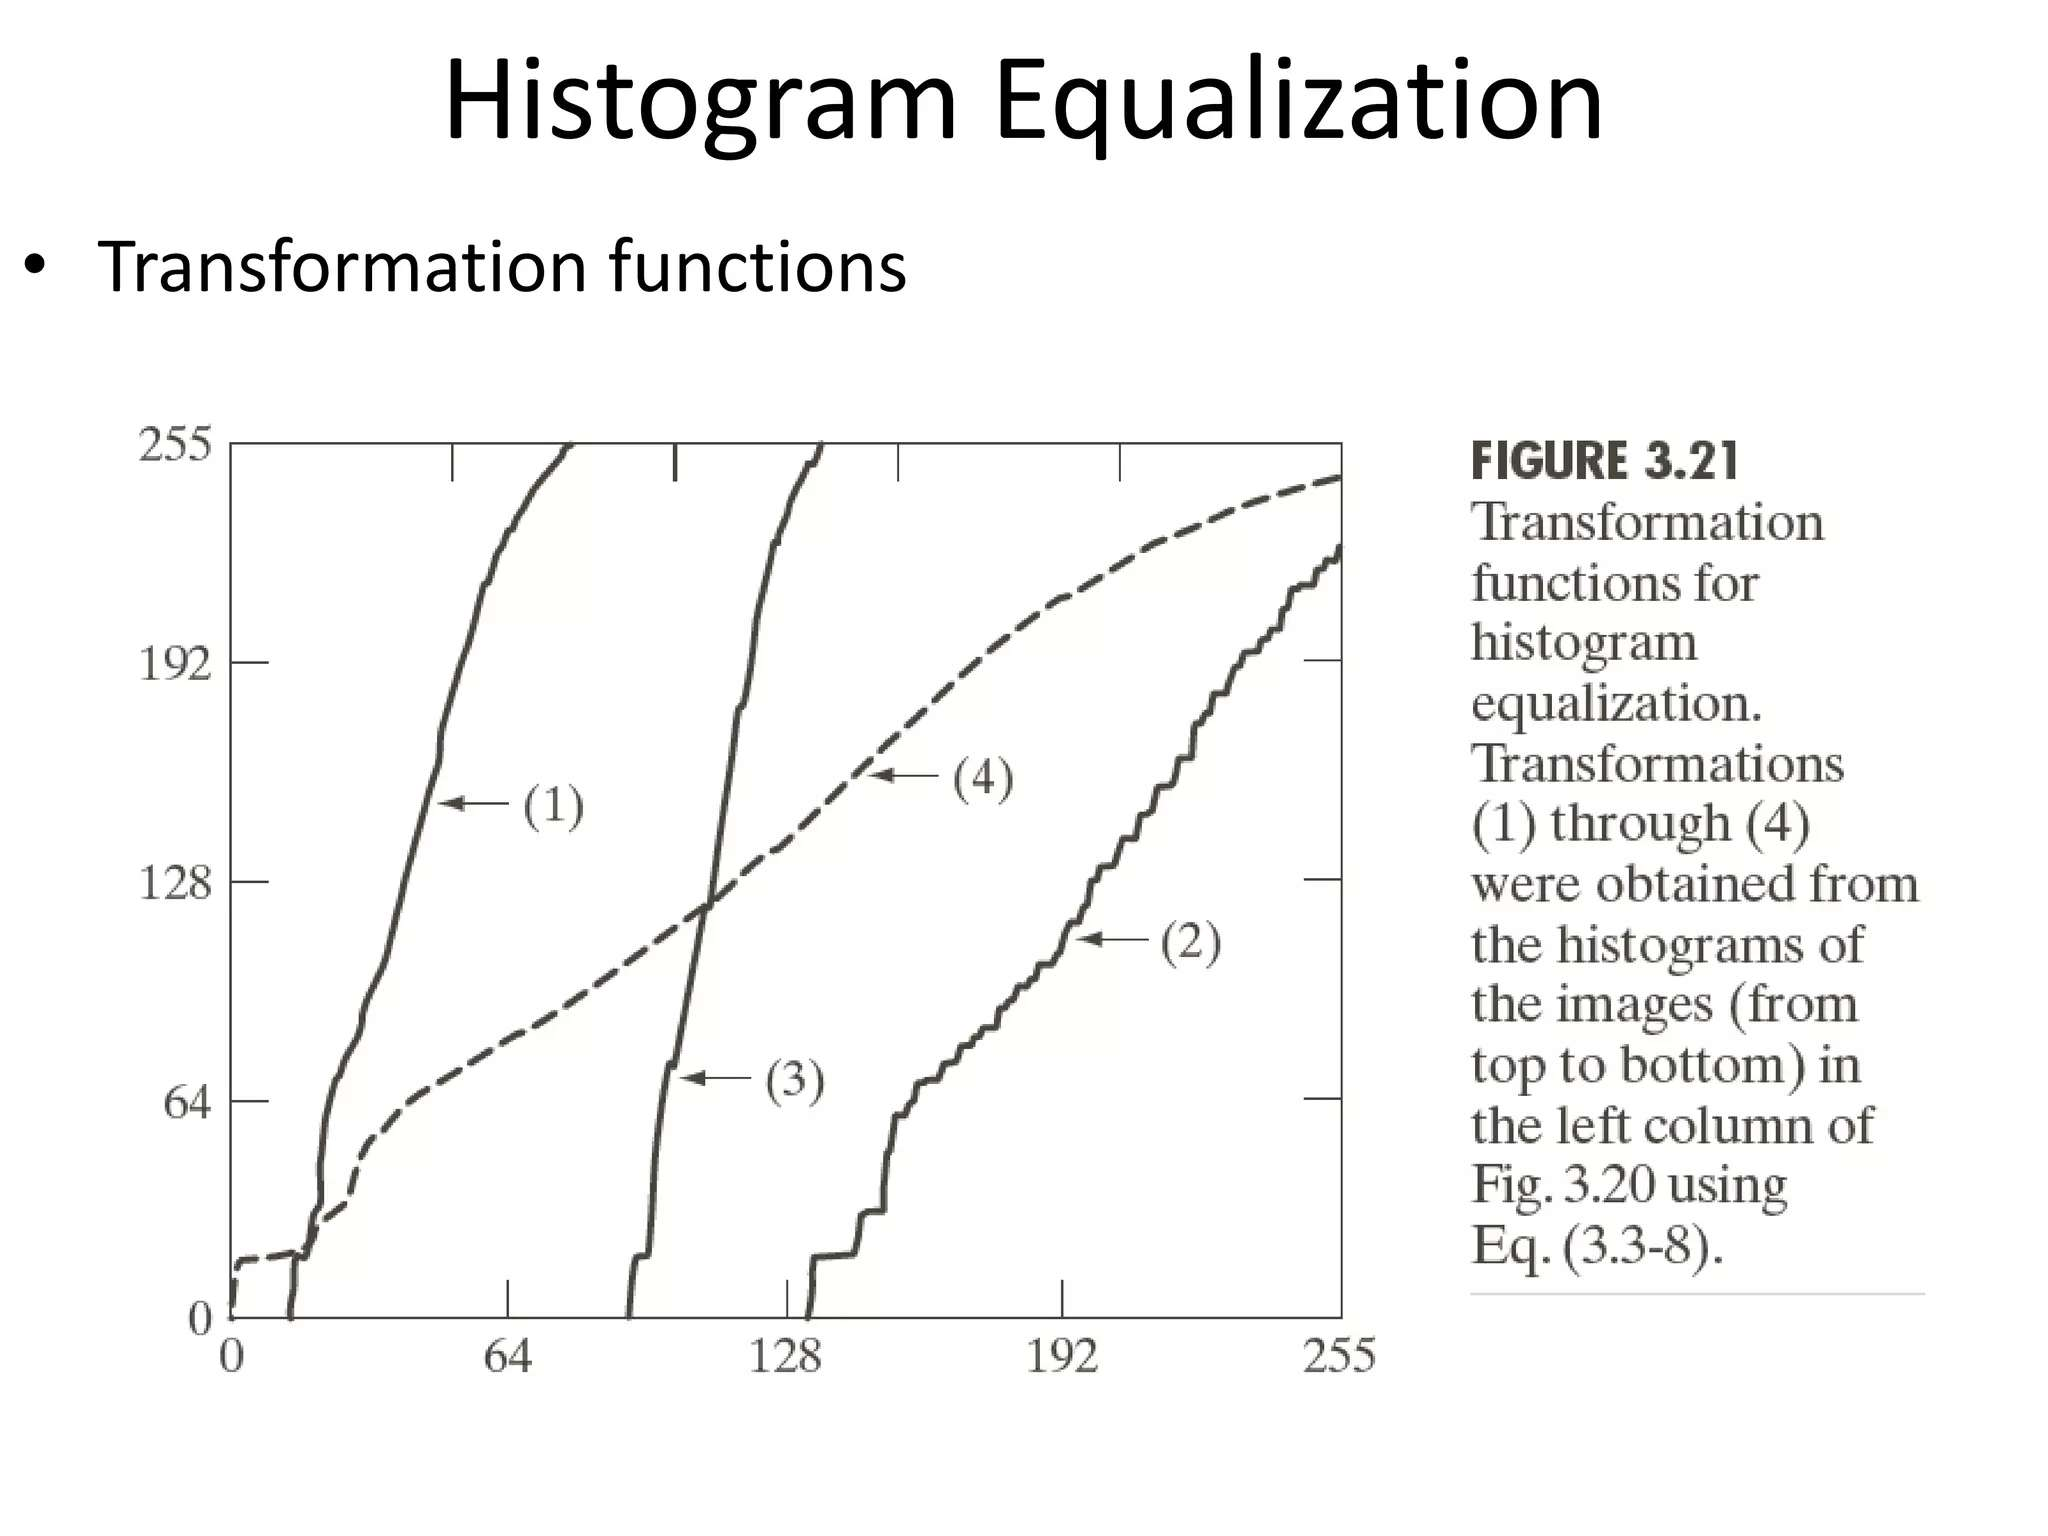 Histogram Equalization
• Transformation functions
255
192
128
64
0
0
64
128
192
255
(1)
(4)
(2)
(3)
FIGURE 3.21
Transformation
functions for
histogram
equalization.
Transformations
(1) through (4)
were obtained from
the histograms of
the images (from
top to bottom) in
the left column of
Fig. 3.20 using
Eq. (3.3-8).